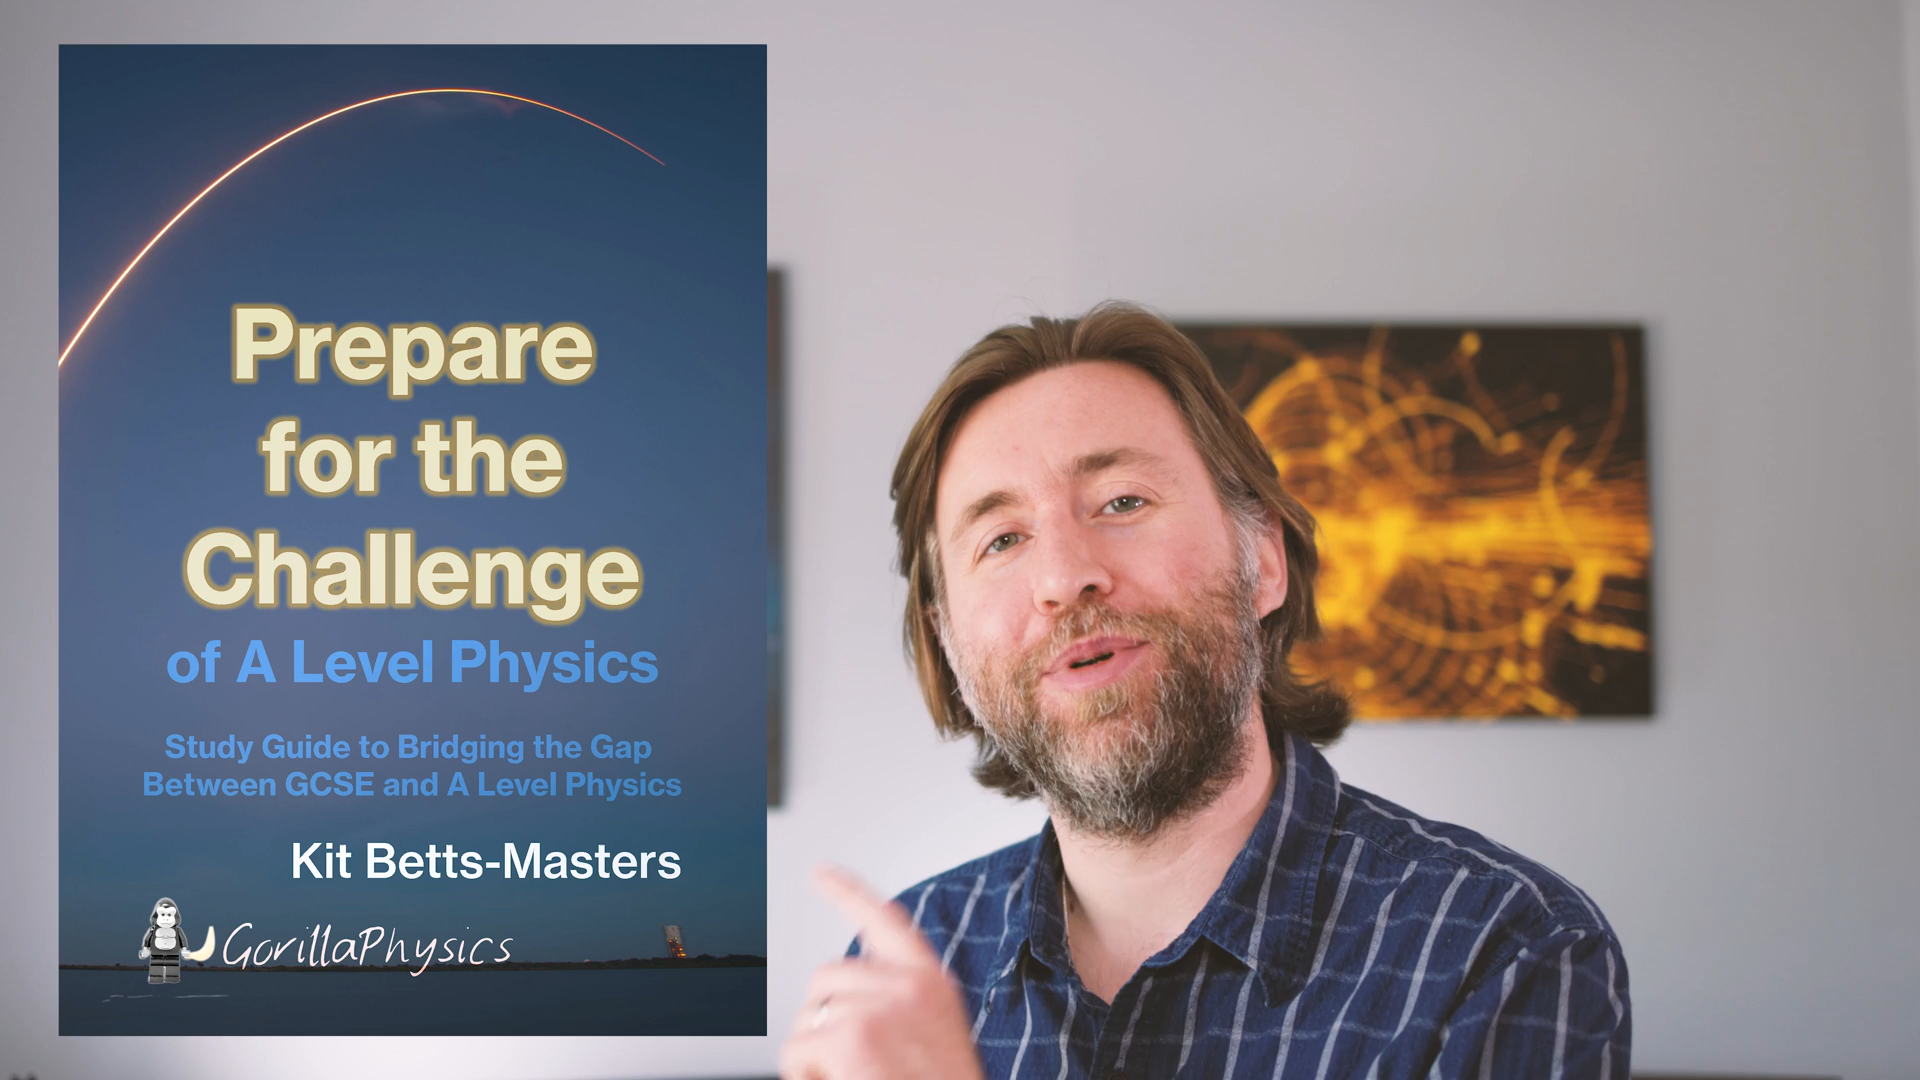 Prepare
for the
Challenge
of A Level Physics
Study Guide to Bridging the Gap
Between GCSE and A Level Physics
Kit Betts-Masters
GorillaPhysics